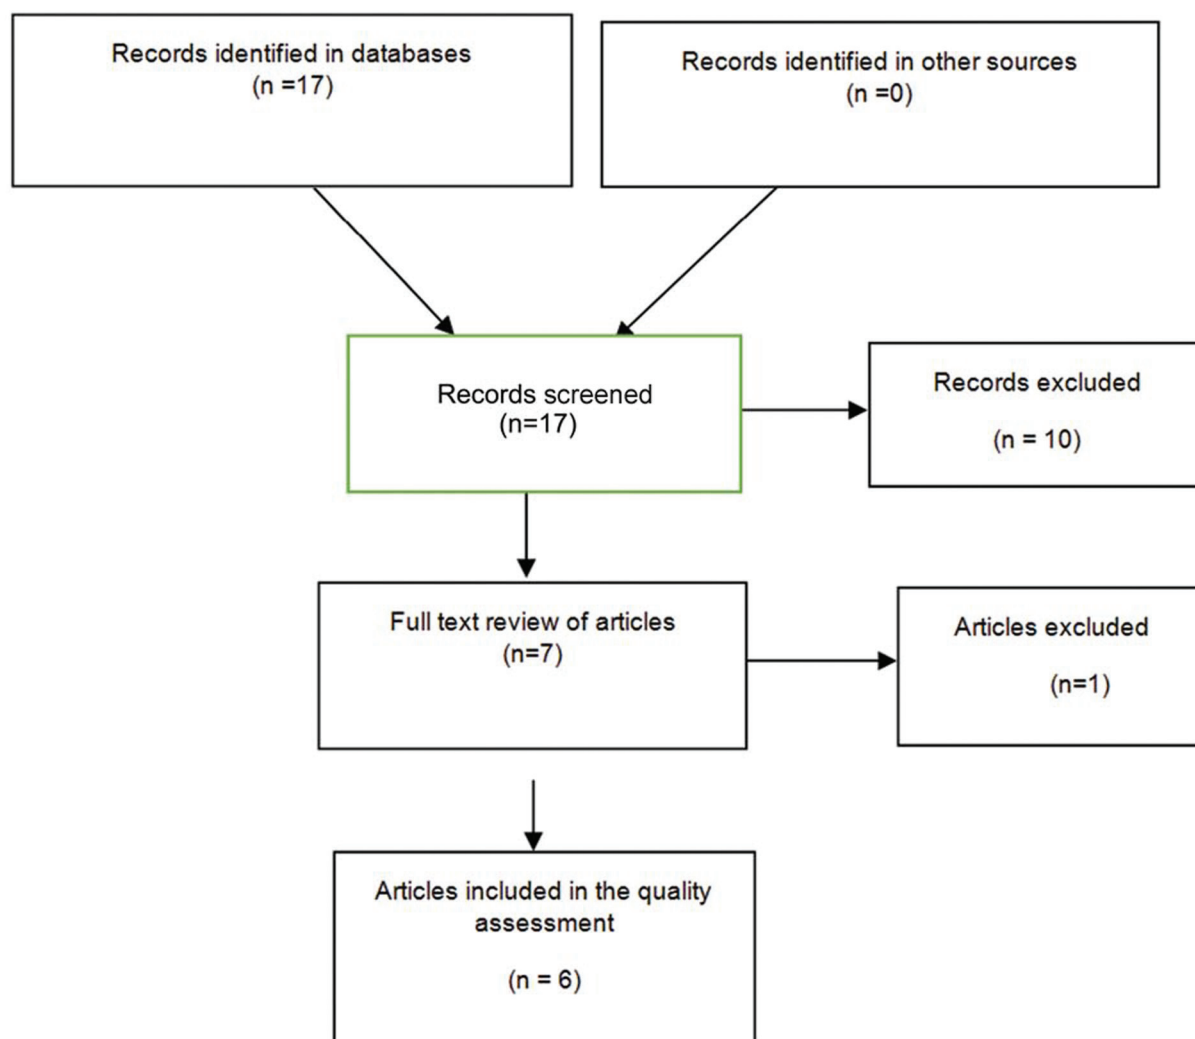 Records identified in databases
(n =17)
Records identified in other sources
(n =0)
Records screened
(n=17)
Records excluded
(n = 10)
Full text review of articles
(n=7)
Articles excluded
(n=1)
Articles included in the quality
assessment
(n = 6)